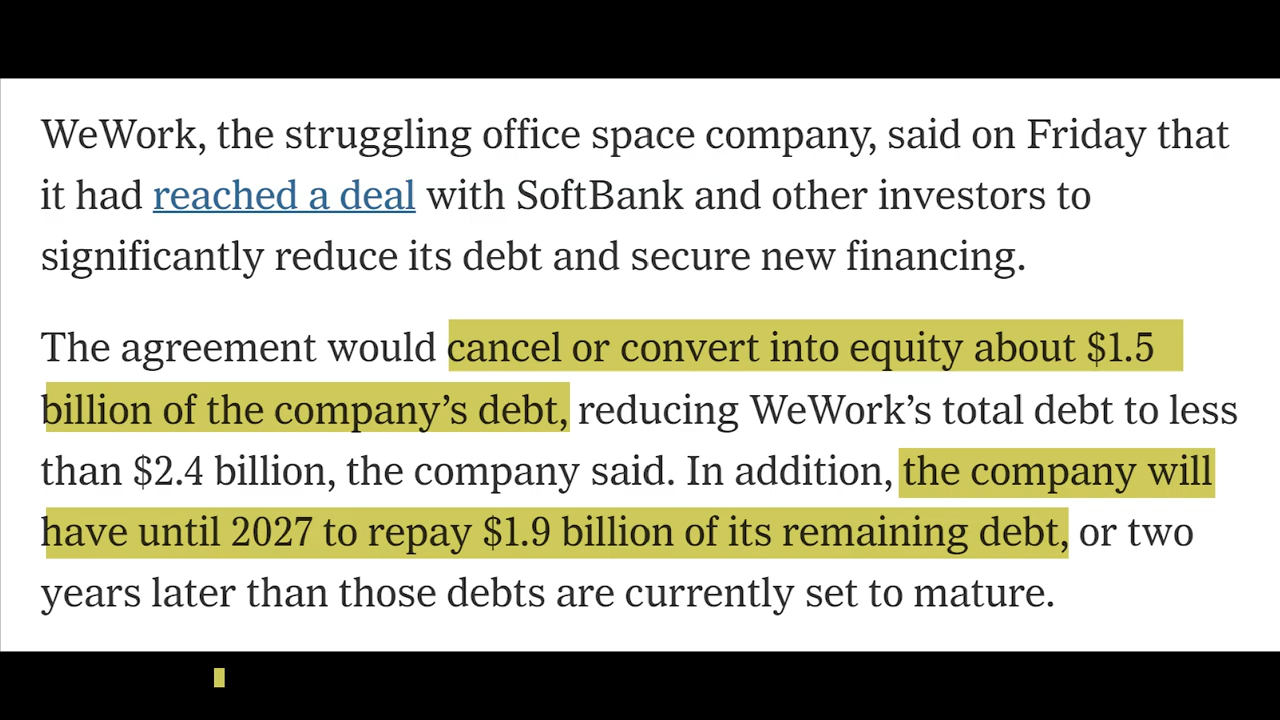 WeWork, the struggling office space company, said on Friday that
it had reached a deal with SoftBank and other investors to
significantly reduce its debt and secure new financing.
The agreement would cancel or convert into equity about $1.5
billion of the company’s debt, reducing WeWork’s total debt to less
than $2.4 billion, the company said. In addition, the company will
have until 2027 to repay $1.9 billion of its remaining debt, or two
years later than those debts are currently set to mature.